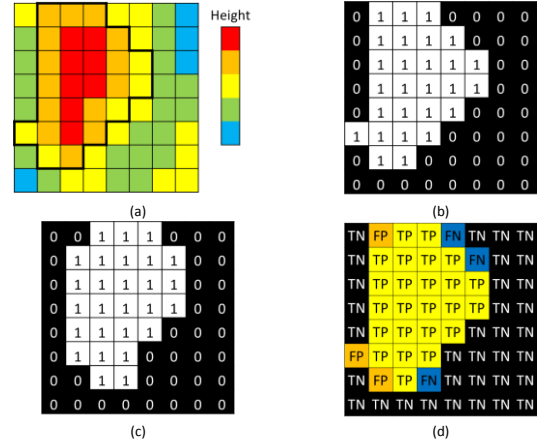 Height
(a)
0 1 1 1 0 0 0 0
0 1 1 1 1 0 0 0
0 1 1 1 1 1 0 0
0 1 1 1 1 1 0 0
0 1 1 1 1 0 0 0
1 1 1 1 0 0 0 0
0 1 1 0 0 0 0 0
0 0 0 0 0 0 0 0
(b)
0 0 1 1 1 0 0 0
0 1 1 1 1 1 0 0
0 1 1 1 1 1 0 0
0 1 1 1 1 1 0 0
0 1 1 1 1 0 0 0
0 1 1 1 0 0 0 0
0 0 1 1 0 0 0 0
0 0 0 0 0 0 0 0
(c)
TN FP TP TP FN TN TN TN
TN TP TP TP TP FN TN TN
TN TP TP TP TP TP TN TN
TN TP TP TP TP TP TN TN
TN TP TP TP TP TN TN TN
FP TP TP TP TN TN TN TN
TN FP TP FN TN TN TN TN
TN TN TN TN TN TN TN TN
(d)